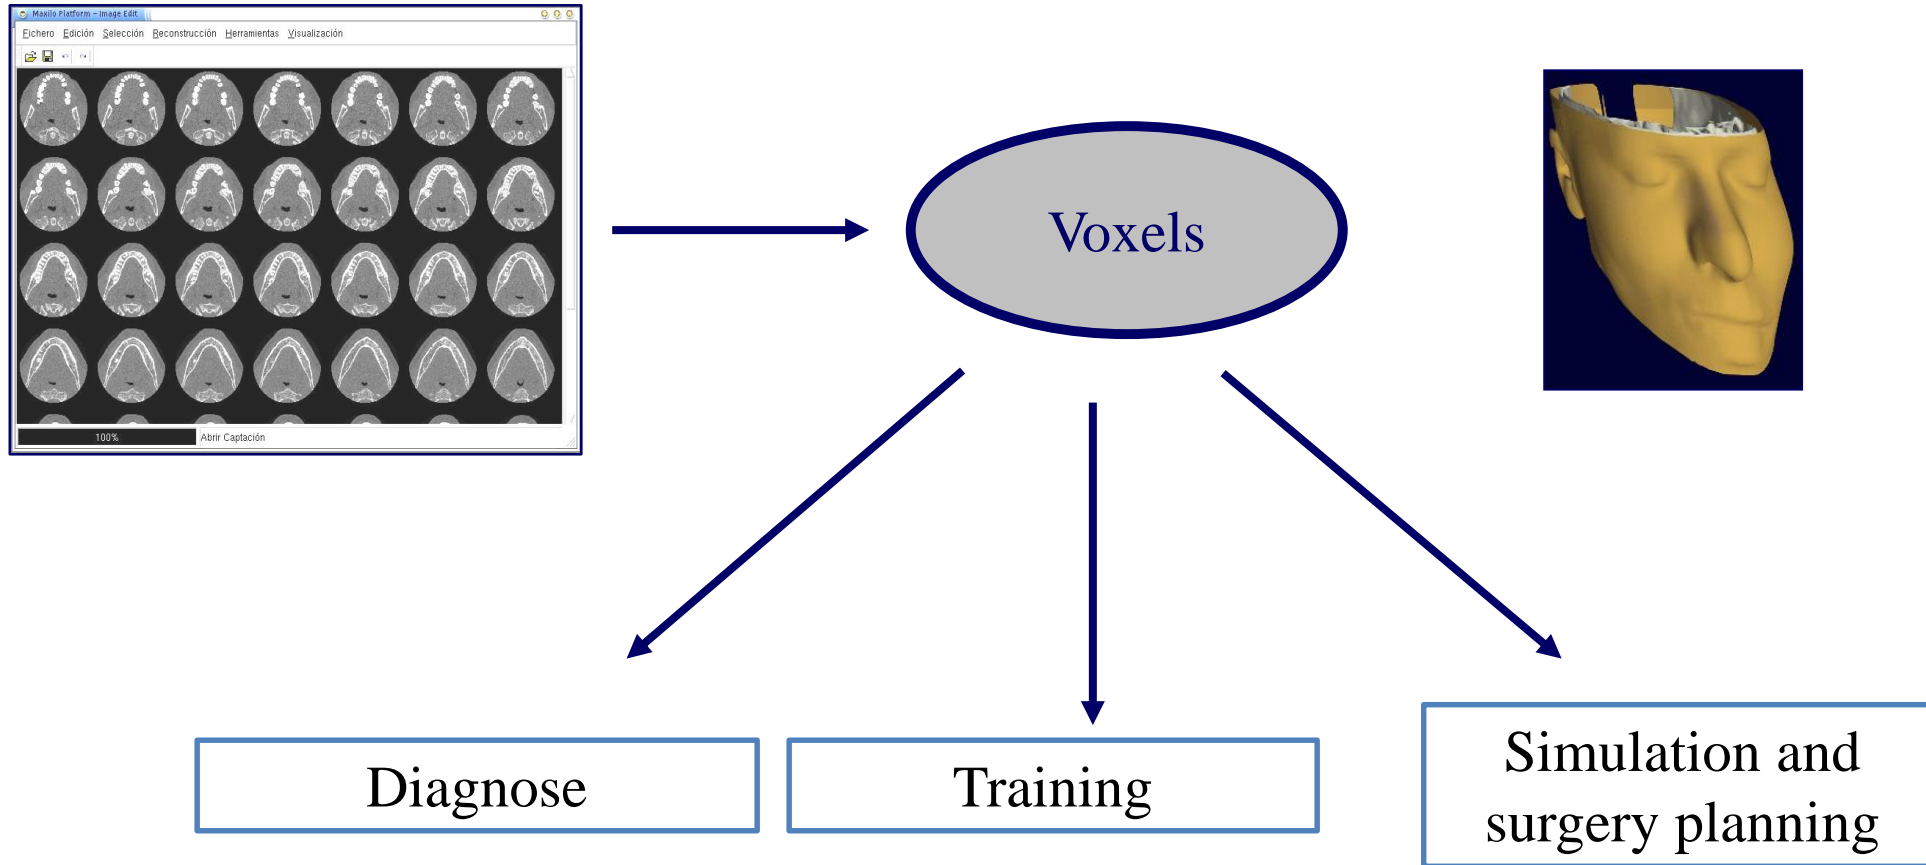 Maxilo Platform - Image Edit
Fichero Edición Selección Reconstrucción Herramientas Visualización
100% Abrir Captación
Voxels
Diagnose
Training
Simulation and
surgery planning